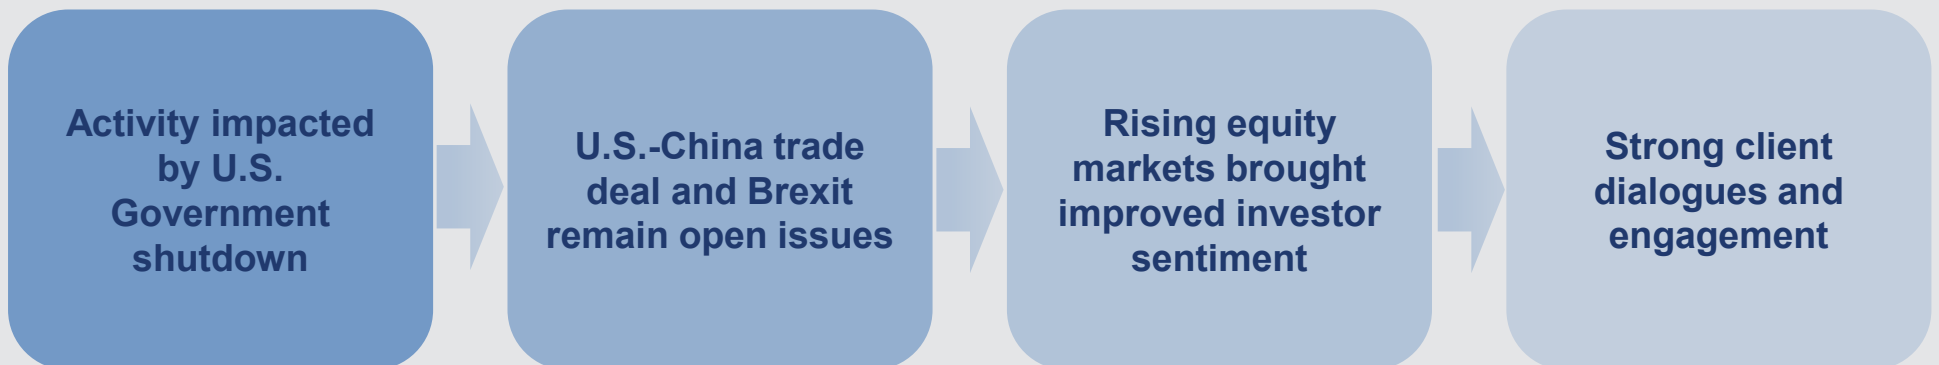 Activity impacted
by U.S.
Government
shutdown
U.S.-China trade
deal and Brexit
remain open issues
Rising equity
markets brought
improved investor
sentiment
Strong client
dialogues and
engagement